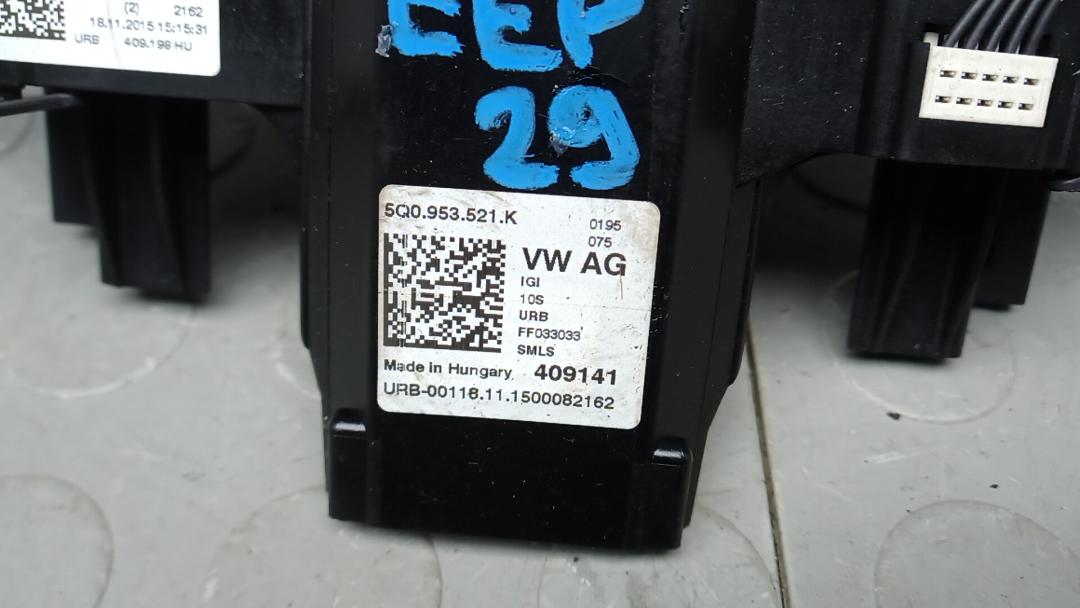 (2) 2162
18.11.2015 15:15:31
URB 409.198 HU
EEP
29
5Q0.953.521.K
0195
075
VW AG
IGI
10S
URB
FF033033
SMLS
Made in Hungary 409141
URB-00118.11.1500082162